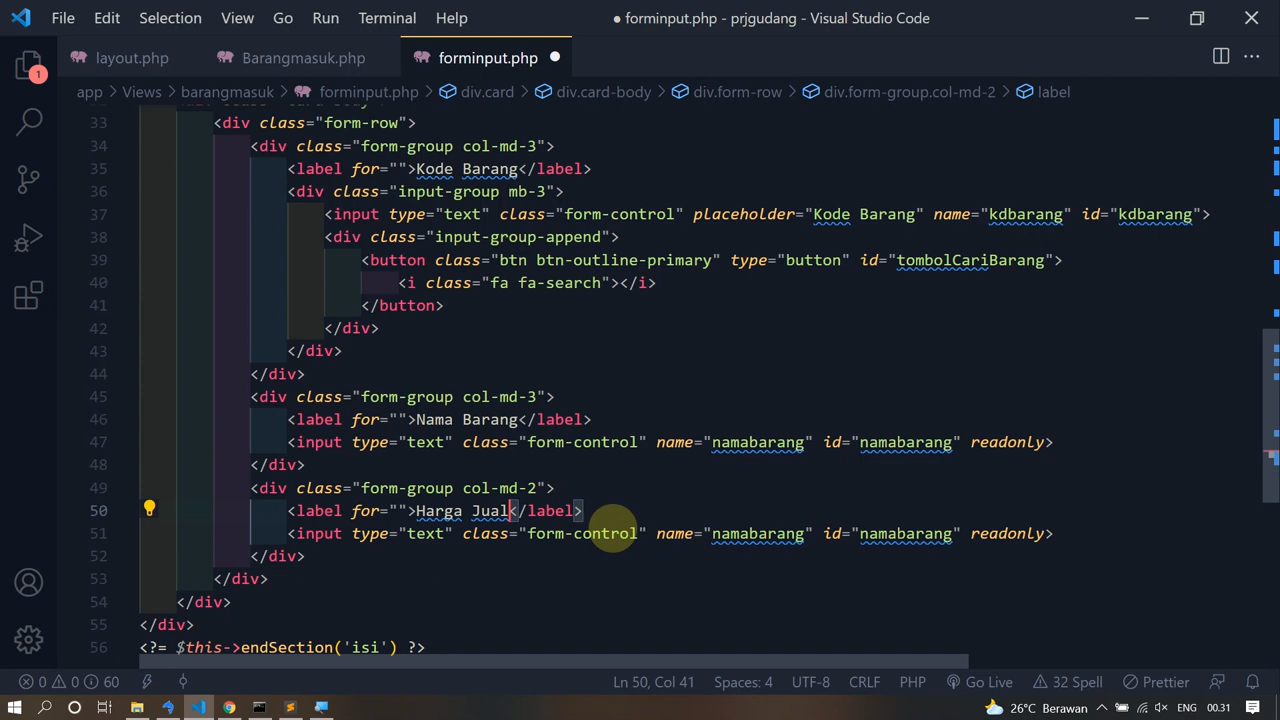 File Edit Selection View Go Run Terminal Help
● forminput.php - prjgudang - Visual Studio Code
layout.php Barangmasuk.php forminput.php
app > Views > barangmasuk > forminput.php > div.card > div.card-body > div.form-row > div.form-group.col-md-2 > label
33 <div class="form-row">
34 <div class="form-group col-md-3">
35 <label for="">Kode Barang</label>
36 <div class="input-group mb-3">
37 <input type="text" class="form-control" placeholder="Kode Barang" name="kdbarang" id="kdbarang">
38 <div class="input-group-append">
39 <button class="btn btn-outline-primary" type="button" id="tombolCariBarang">
40 <i class="fa fa-search"></i>
41 </button>
42 </div>
43 </div>
44 </div>
45 <div class="form-group col-md-3">
46 <label for="">Nama Barang</label>
47 <input type="text" class="form-control" name="namabarang" id="namabarang" readonly>
48 </div>
49 <div class="form-group col-md-2">
50 <label for="">Harga Jual</label>
51 <input type="text" class="form-control" name="namabarang" id="namabarang" readonly>
52 </div>
53 </div>
54 </div>
55 </div>
56 <?= $this->endSection('isi') ?>
1
0 0 60 Ln 50, Col 41 Spaces: 4 UTF-8 CRLF PHP Go Live 32 Spell Prettier
26°C Berawan ENG 00.31